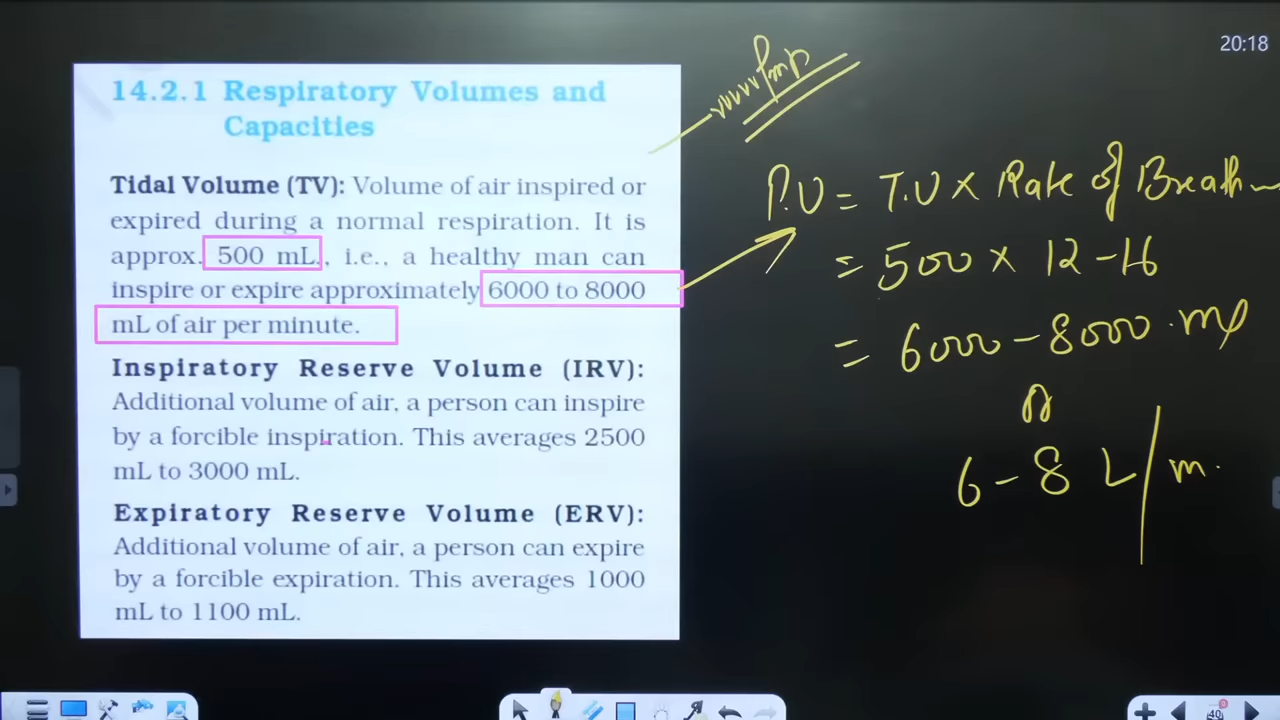 20:18
14.2.1 Respiratory Volumes and
Capacities
Tidal Volume (TV): Volume of air inspired or
expired during a normal respiration. It is
approx. 500 mL., i.e., a healthy man can
inspire or expire approximately 6000 to 8000
mL of air per minute.
Inspiratory Reserve Volume (IRV):
Additional volume of air, a person can inspire
by a forcible inspiration. This averages 2500
mL to 3000 mL.
Expiratory Reserve Volume (ERV):
Additional volume of air, a person can expire
by a forcible expiration. This averages 1000
mL to 1100 mL.
Imp
P.V = T.V × Rate of Breath
= 500 × 12-16
= 6000-8000 ml
6-8 L/m.
40